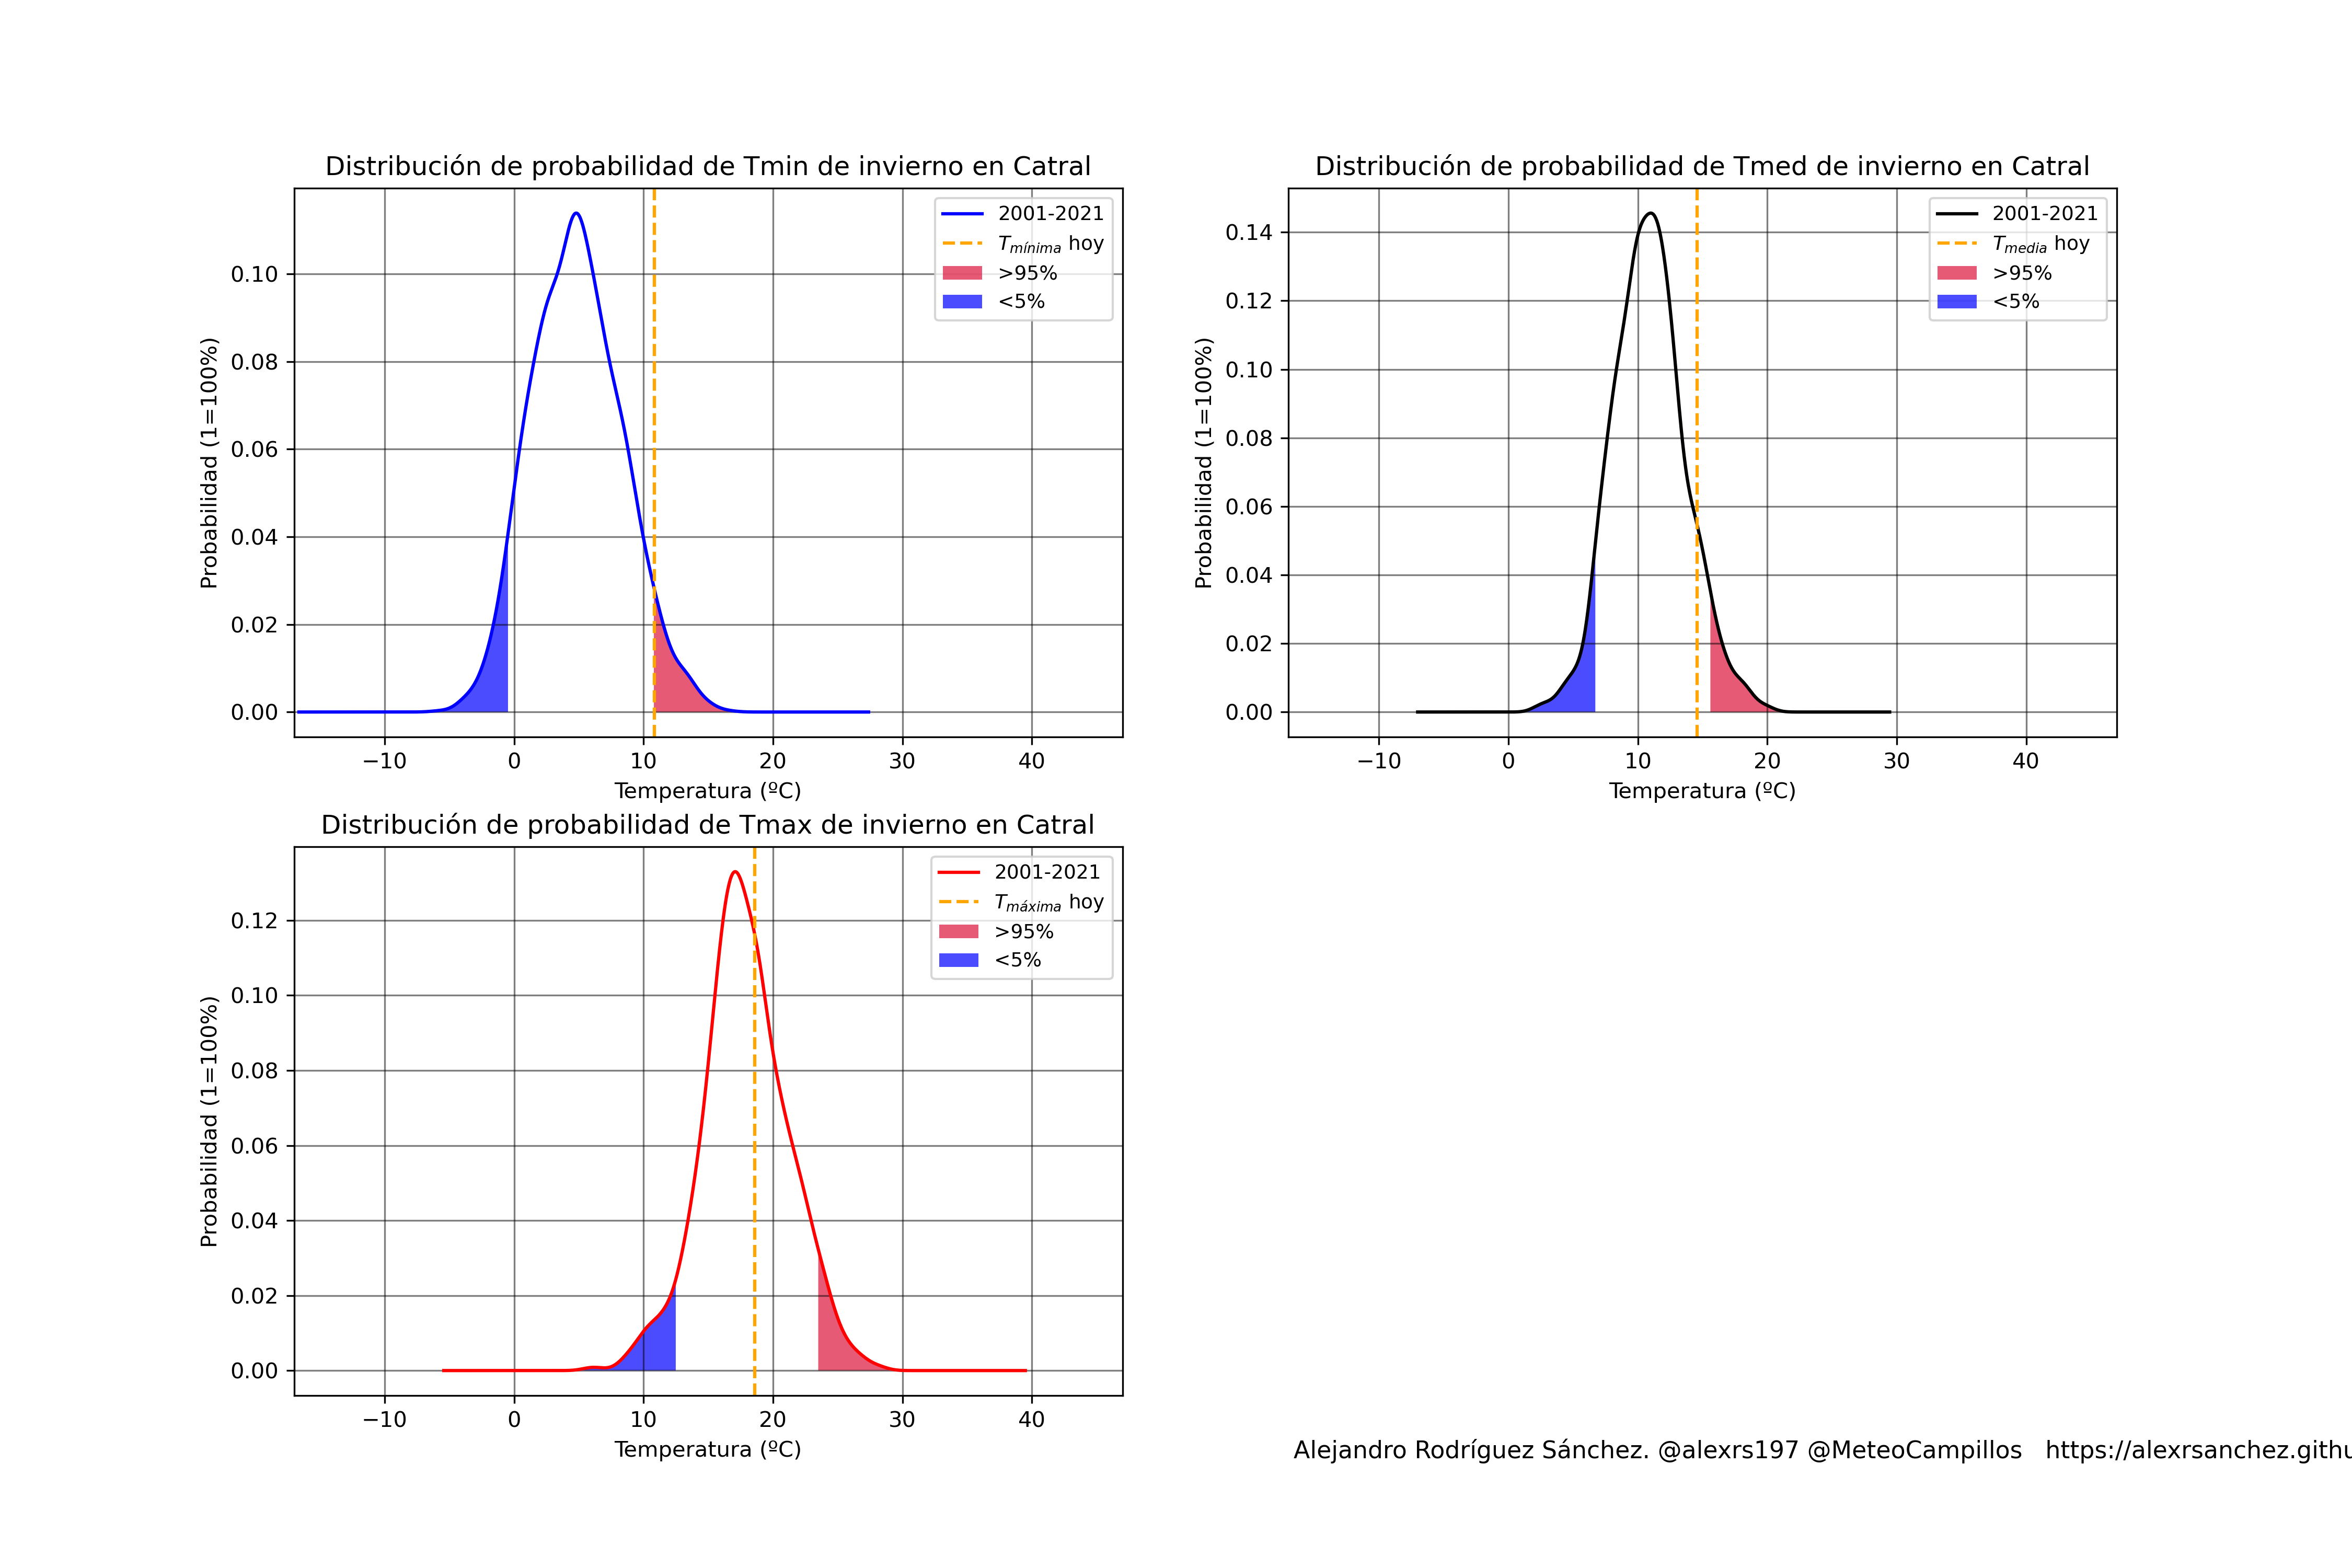 Distribución de probabilidad de Tmin de invierno en Catral
Probabilidad (1=100%)
0.10
0.08
0.06
0.04
0.02
0.00
2001-2021
Tmínima hoy
>95%
<5%
−10 0 10 20 30 40
Temperatura (ºC)
Distribución de probabilidad de Tmed de invierno en Catral
Probabilidad (1=100%)
0.14
0.12
0.10
0.08
0.06
0.04
0.02
0.00
2001-2021
Tmedia hoy
>95%
<5%
−10 0 10 20 30 40
Temperatura (ºC)
Distribución de probabilidad de Tmax de invierno en Catral
Probabilidad (1=100%)
0.12
0.10
0.08
0.06
0.04
0.02
0.00
2001-2021
Tmáxima hoy
>95%
<5%
−10 0 10 20 30 40
Temperatura (ºC)
Alejandro Rodríguez Sánchez. @alexrs197 @MeteoCampillos https://alexrsanchez.githu